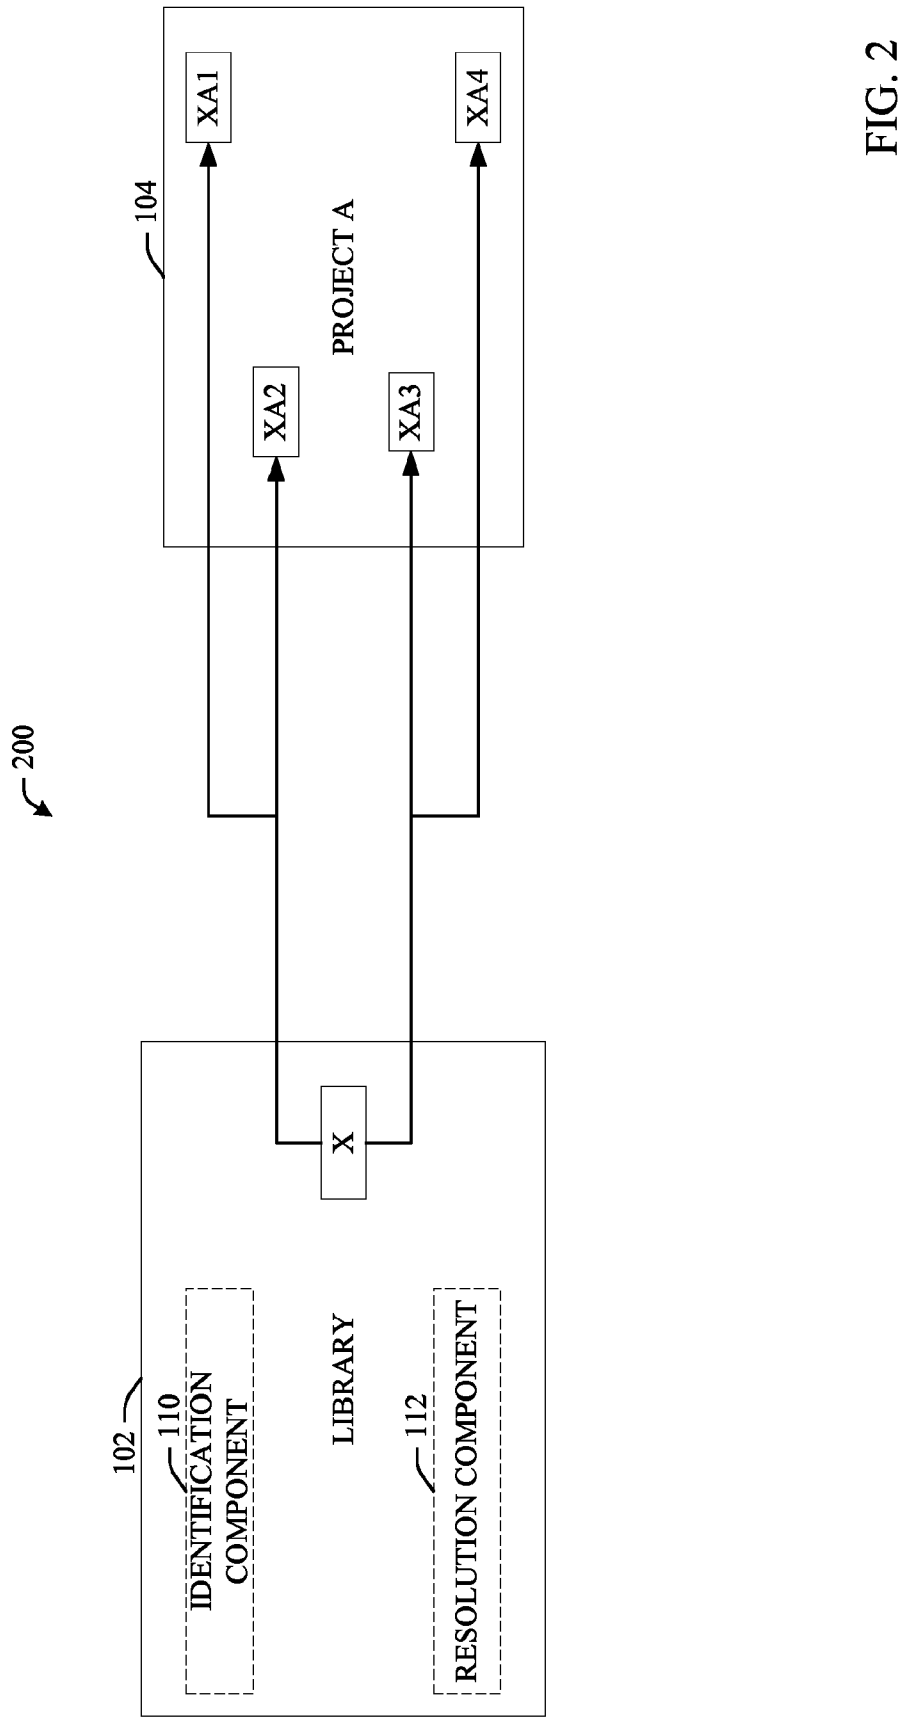 200
102
110
IDENTIFICATION
COMPONENT
LIBRARY
X
112
RESOLUTION COMPONENT
104
XA1
XA2
PROJECT A
XA3
XA4
FIG. 2